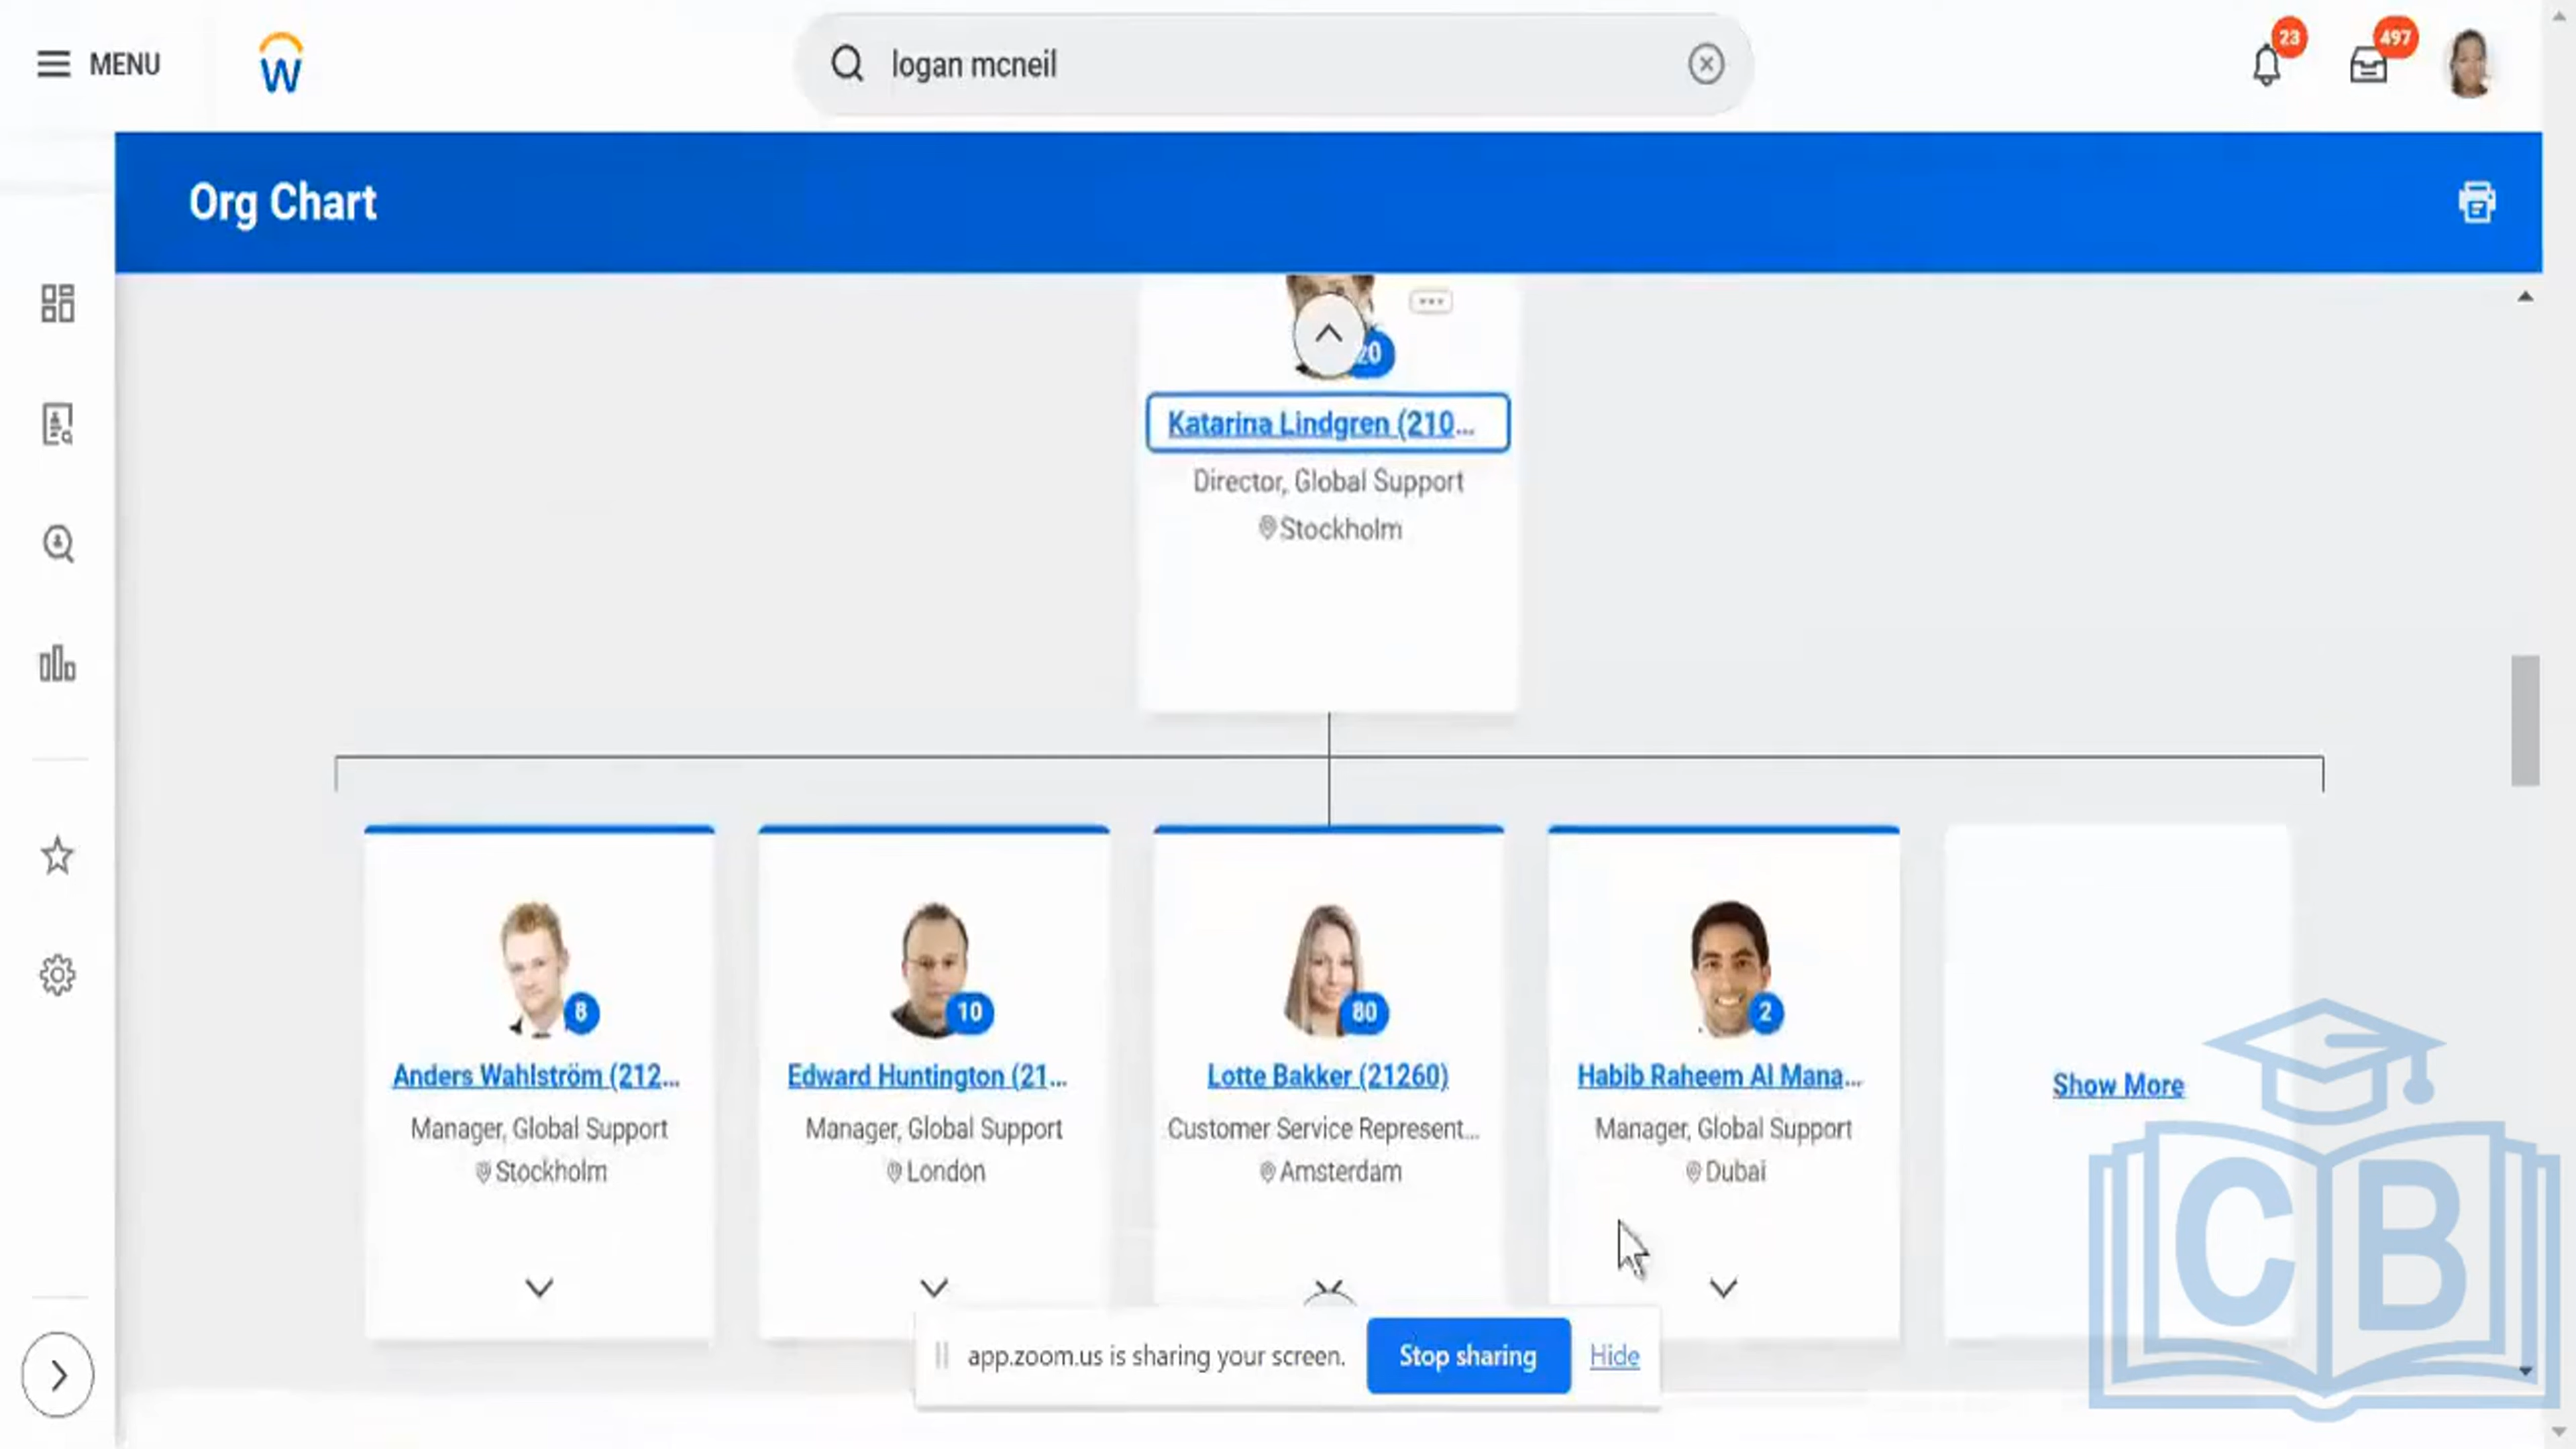 MENU
W
logan mcneil
23
497
Org Chart
20
Katarina Lindgren (210...
Director, Global Support
Stockholm
8
10
80
2
Anders Wahlström (212...
Edward Huntington (21...
Lotte Bakker (21260)
Habib Raheem Al Mana...
Show More
Manager, Global Support
Manager, Global Support
Customer Service Represent...
Manager, Global Support
Stockholm
London
Amsterdam
Dubai
app.zoom.us is sharing your screen.
Stop sharing
Hide
CB